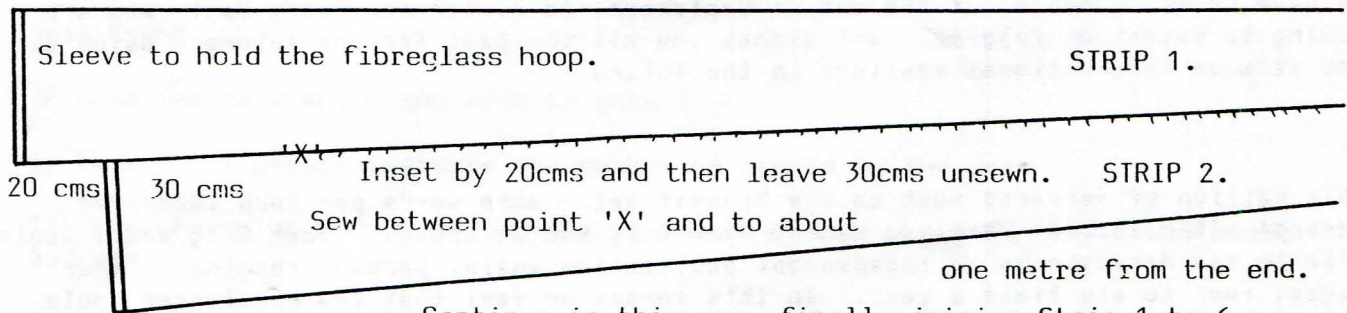 Sleeve to hold the fibreglass hoop. STRIP 1.
'X'
20 cms 30 cms Inset by 20cms and then leave 30cms unsewn. STRIP 2.
Sew between point 'X' and to about
one metre from the end.